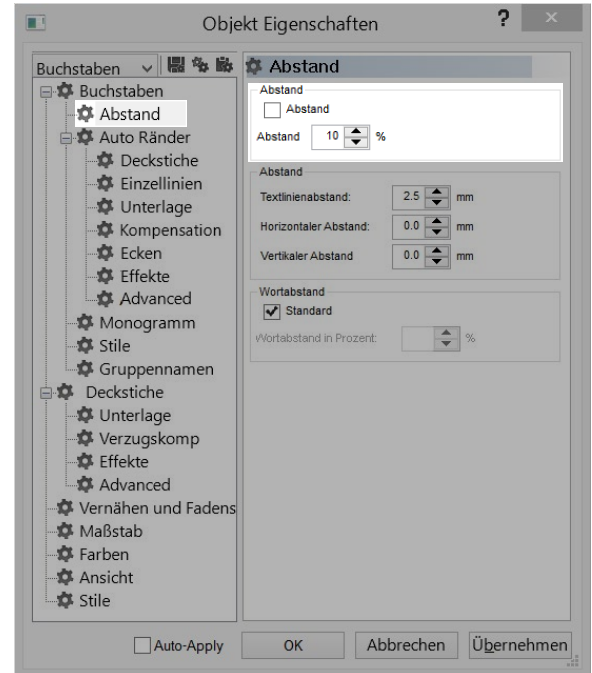 Objekt Eigenschaften
?
Buchstaben
Buchstaben
Abstand
Auto Ränder
Deckstiche
Einzellinien
Unterlage
Kompensation
Ecken
Effekte
Advanced
Monogramm
Stile
Gruppennamen
Deckstiche
Unterlage
Verzugskomp
Effekte
Advanced
Vernähen und Fadens
Maßstab
Farben
Ansicht
Stile
Abstand
Abstand
Abstand
Abstand 10 %
Abstand
Textlinienabstand: 2.5 mm
Horizontaler Abstand: 0.0 mm
Vertikaler Abstand 0.0 mm
Wortabstand
Standard
Wortabstand in Prozent: %
Auto-Apply OK Abbrechen Übernehmen